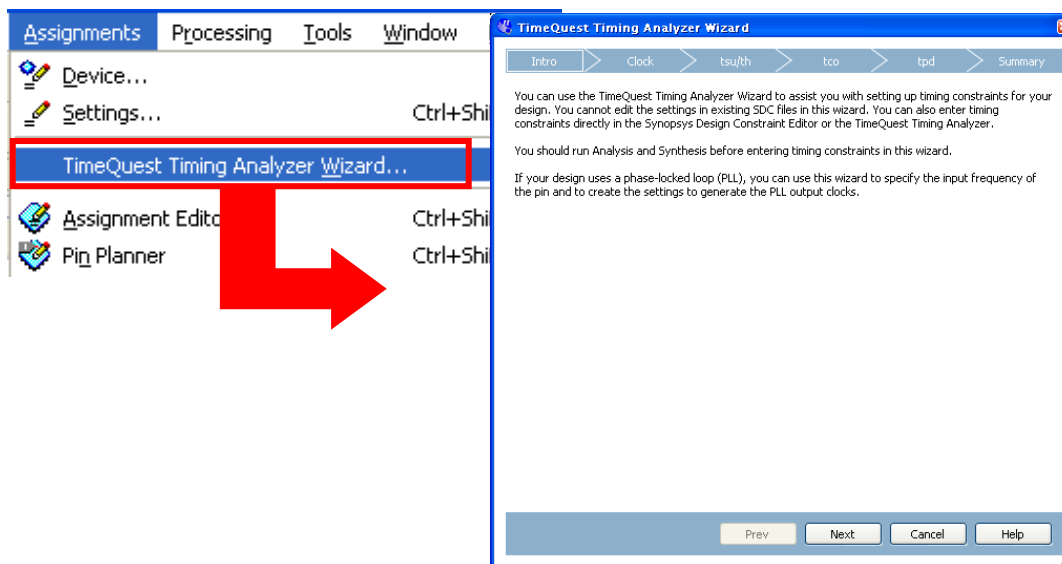 Assignments Processing Tools Window
Device...
Settings... Ctrl+Shi
TimeQuest Timing Analyzer Wizard...
Assignment Edito Ctrl+Shi
Pin Planner Ctrl+Shi
TimeQuest Timing Analyzer Wizard
Intro Clock tsu/th tco tpd Summary
You can use the TimeQuest Timing Analyzer Wizard to assist you with setting up timing constraints for your
design. You cannot edit the settings in existing SDC files in this wizard. You can also enter timing
constraints directly in the Synopsys Design Constraint Editor or the TimeQuest Timing Analyzer.
You should run Analysis and Synthesis before entering timing constraints in this wizard.
If your design uses a phase-locked loop (PLL), you can use this wizard to specify the input frequency of
the pin and to create the settings to generate the PLL output clocks.
Prev Next Cancel Help